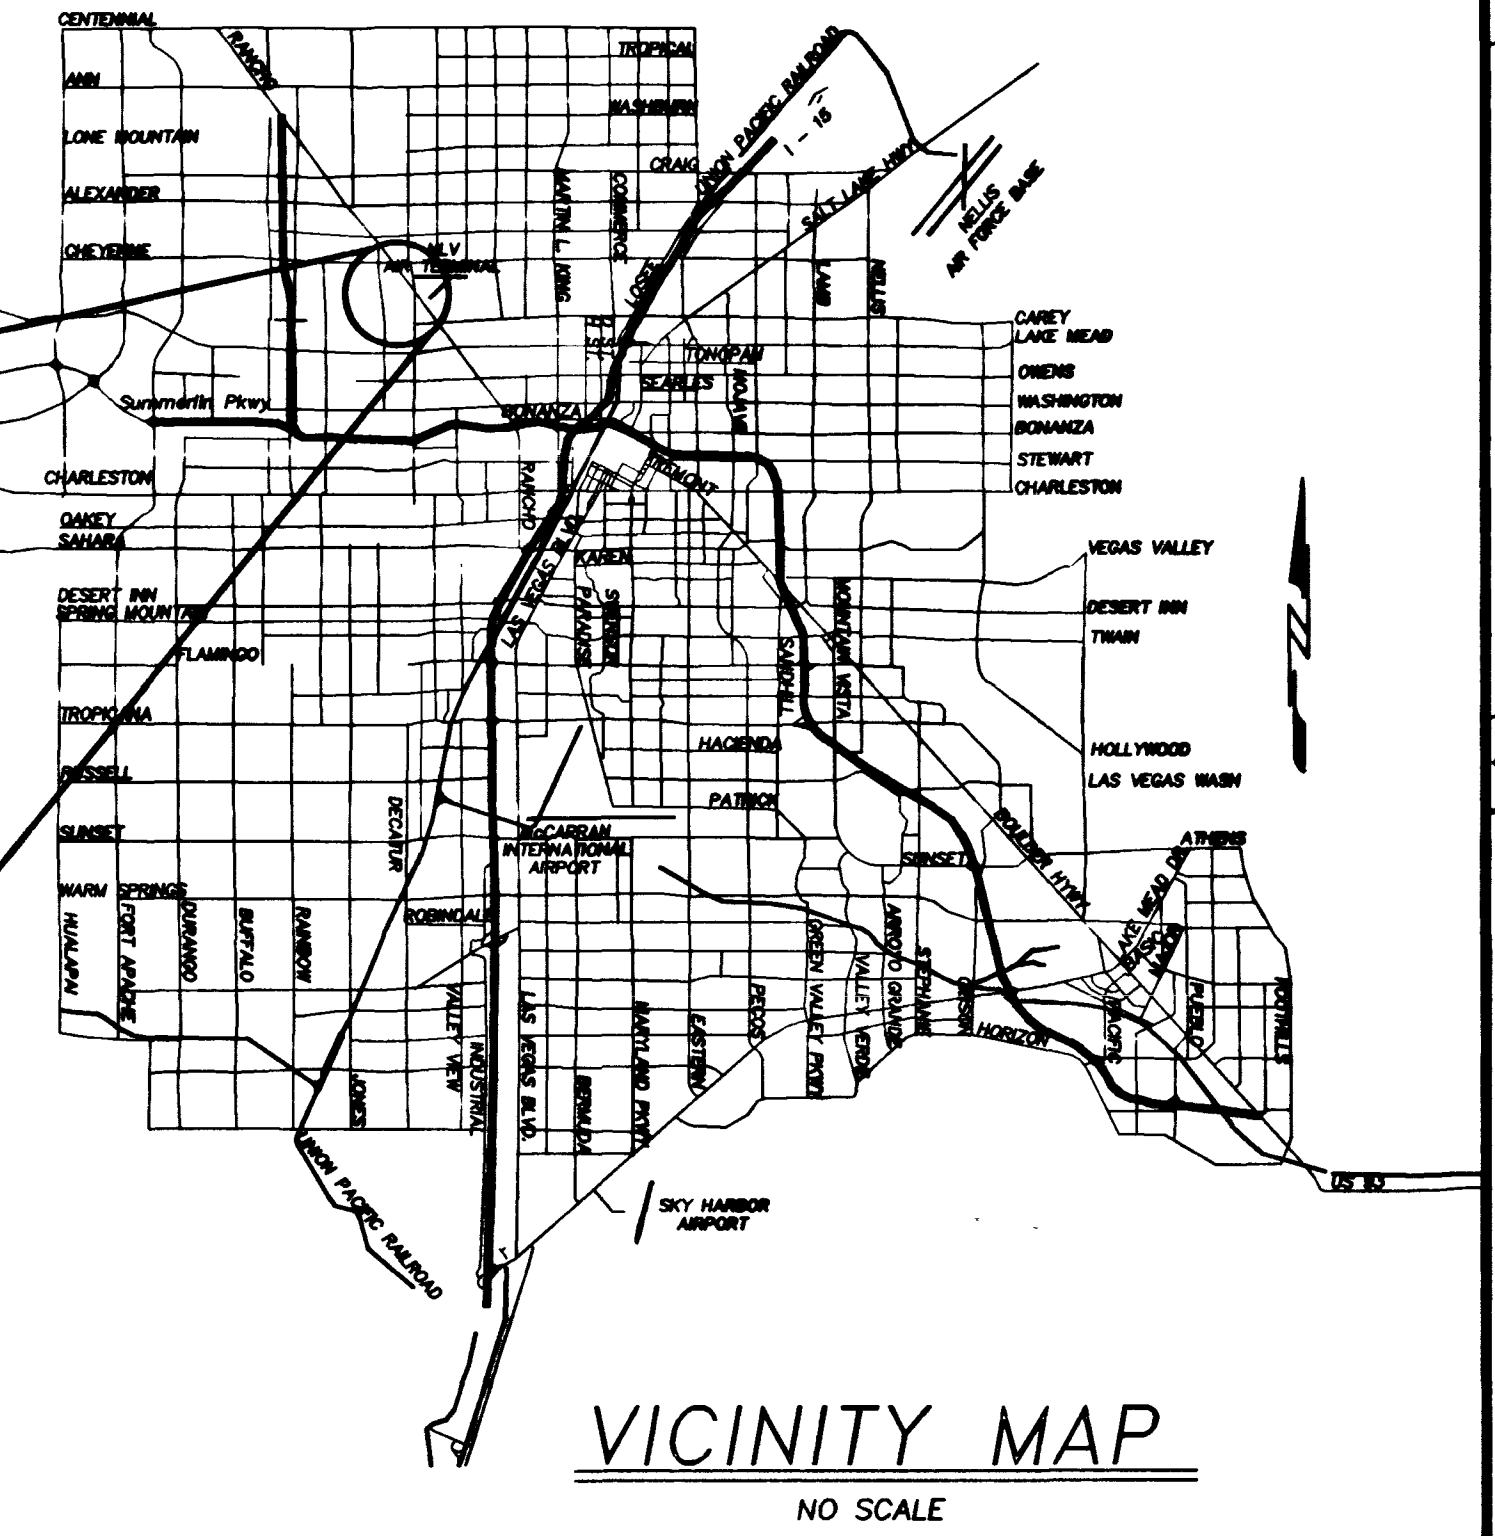 CENTENNIAL
RANCHO
TROPICAL
ANN
WASHBURN
LONE MOUNTAIN
CRAIG
UNION PACIFIC RAILROAD
I - 15
SALT LAKE HWY
NELLIS
AIR FORCE BASE
ALEXANDER
CHEYENNE
NLV
AIR TERMINAL
MARTIN L. KING
COMMERCE
LOSEE
LAMB
NELLIS
CAREY
LAKE MEAD
TONOPAH
OWENS
SEARLES
MOJAVE
Summerlin Pkwy
BONANZA
WASHINGTON
BONANZA
STEWART
CHARLESTON
RANCHO
FREMONT
CHARLESTON
OAKEY
SAHARA
LAS VEGAS BLVD
KAREN
VEGAS VALLEY
DESERT INN
SPRING MOUNTAIN
PARADISE
SWENSON
MOUNTAIN VISTA
SANDHILL
DESERT INN
TWAIN
FLAMINGO
TROPICANA
HACIENDA
HOLLYWOOD
LAS VEGAS WASH
RUSSELL
PATRICK
DECATUR
McCARRAN
INTERNATIONAL
AIRPORT
SUNSET
SUNSET
BOULDER HYWY
ATHENS
LAKE MEAD DR
BASIC
MAJOR
WARM SPRINGS
ROBINDALE
HUALAPAI
FORT APACHE
DURANGO
BUFFALO
RAINBOW
JONES
VALLEY VIEW
INDUSTRIAL
LAS VEGAS BLVD.
BERMUDA
MARYLAND PKWY
EASTERN
PECOS
GREEN VALLEY PKWY
VALLEY VERDE
ARROYO GRANDE
STEPHANIE
GIBSON
HORIZON
PACIFIC
PUEBLO
FOOTHILLS
UNION PACIFIC RAILROAD
SKY HARBOR
AIRPORT
US 93
VICINITY MAP
NO SCALE